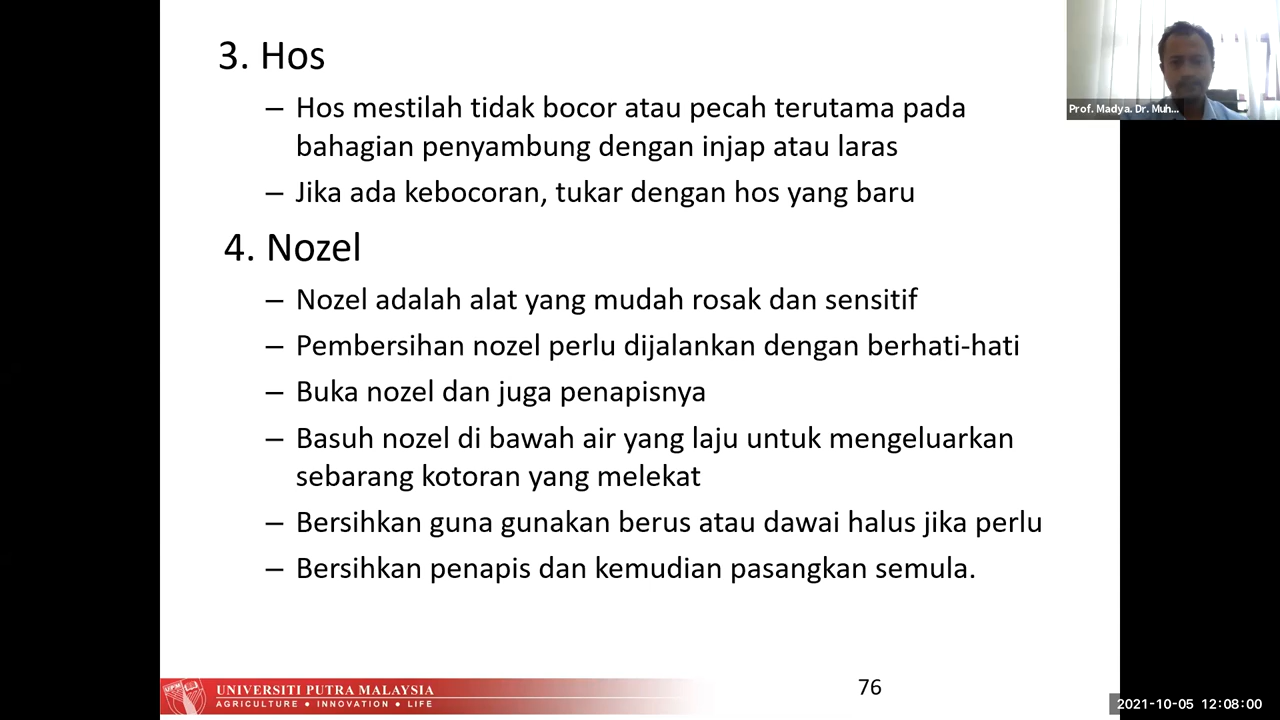 3. Hos
– Hos mestilah tidak bocor atau pecah terutama pada
bahagian penyambung dengan injap atau laras
– Jika ada kebocoran, tukar dengan hos yang baru
4. Nozel
– Nozel adalah alat yang mudah rosak dan sensitif
– Pembersihan nozel perlu dijalankan dengan berhati-hati
– Buka nozel dan juga penapisnya
– Basuh nozel di bawah air yang laju untuk mengeluarkan
sebarang kotoran yang melekat
– Bersihkan guna gunakan berus atau dawai halus jika perlu
– Bersihkan penapis dan kemudian pasangkan semula.
Prof. Madya. Dr. Muh...
UPM
UNIVERSITI PUTRA MALAYSIA
AGRICULTURE • INNOVATION • LIFE
76
2021-10-05 12:08:00